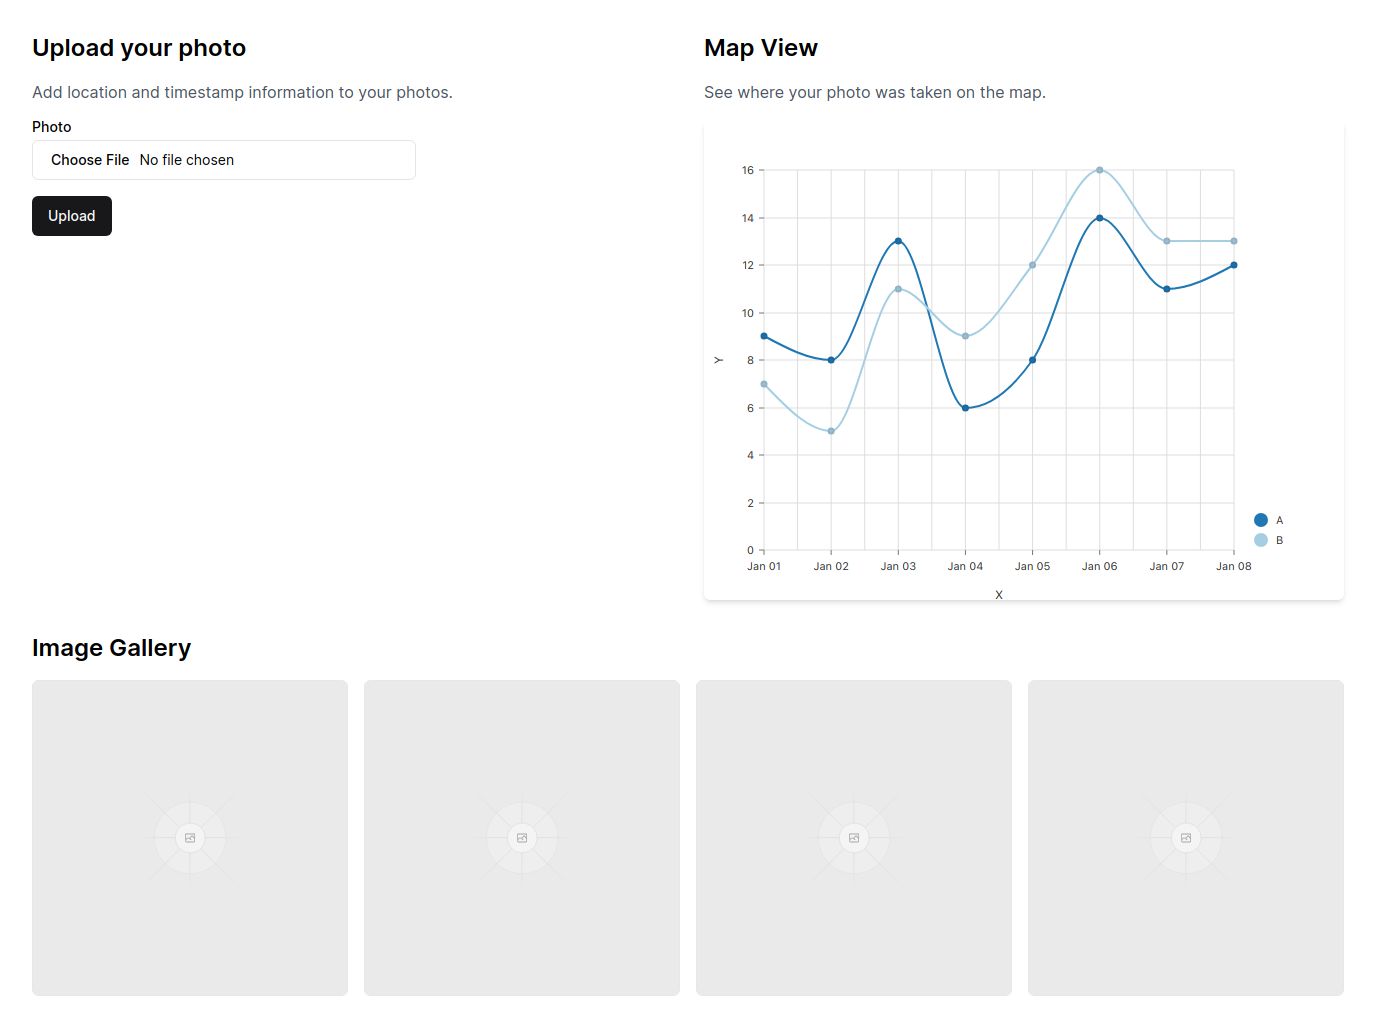 Upload your photo
Add location and timestamp information to your photos.
Photo
Choose File No file chosen
Upload
Map View
See where your photo was taken on the map.
16
14
12
10
8
6
4
2
0
Y
Jan 01 Jan 02 Jan 03 Jan 04 Jan 05 Jan 06 Jan 07 Jan 08
X
A
B
Image Gallery